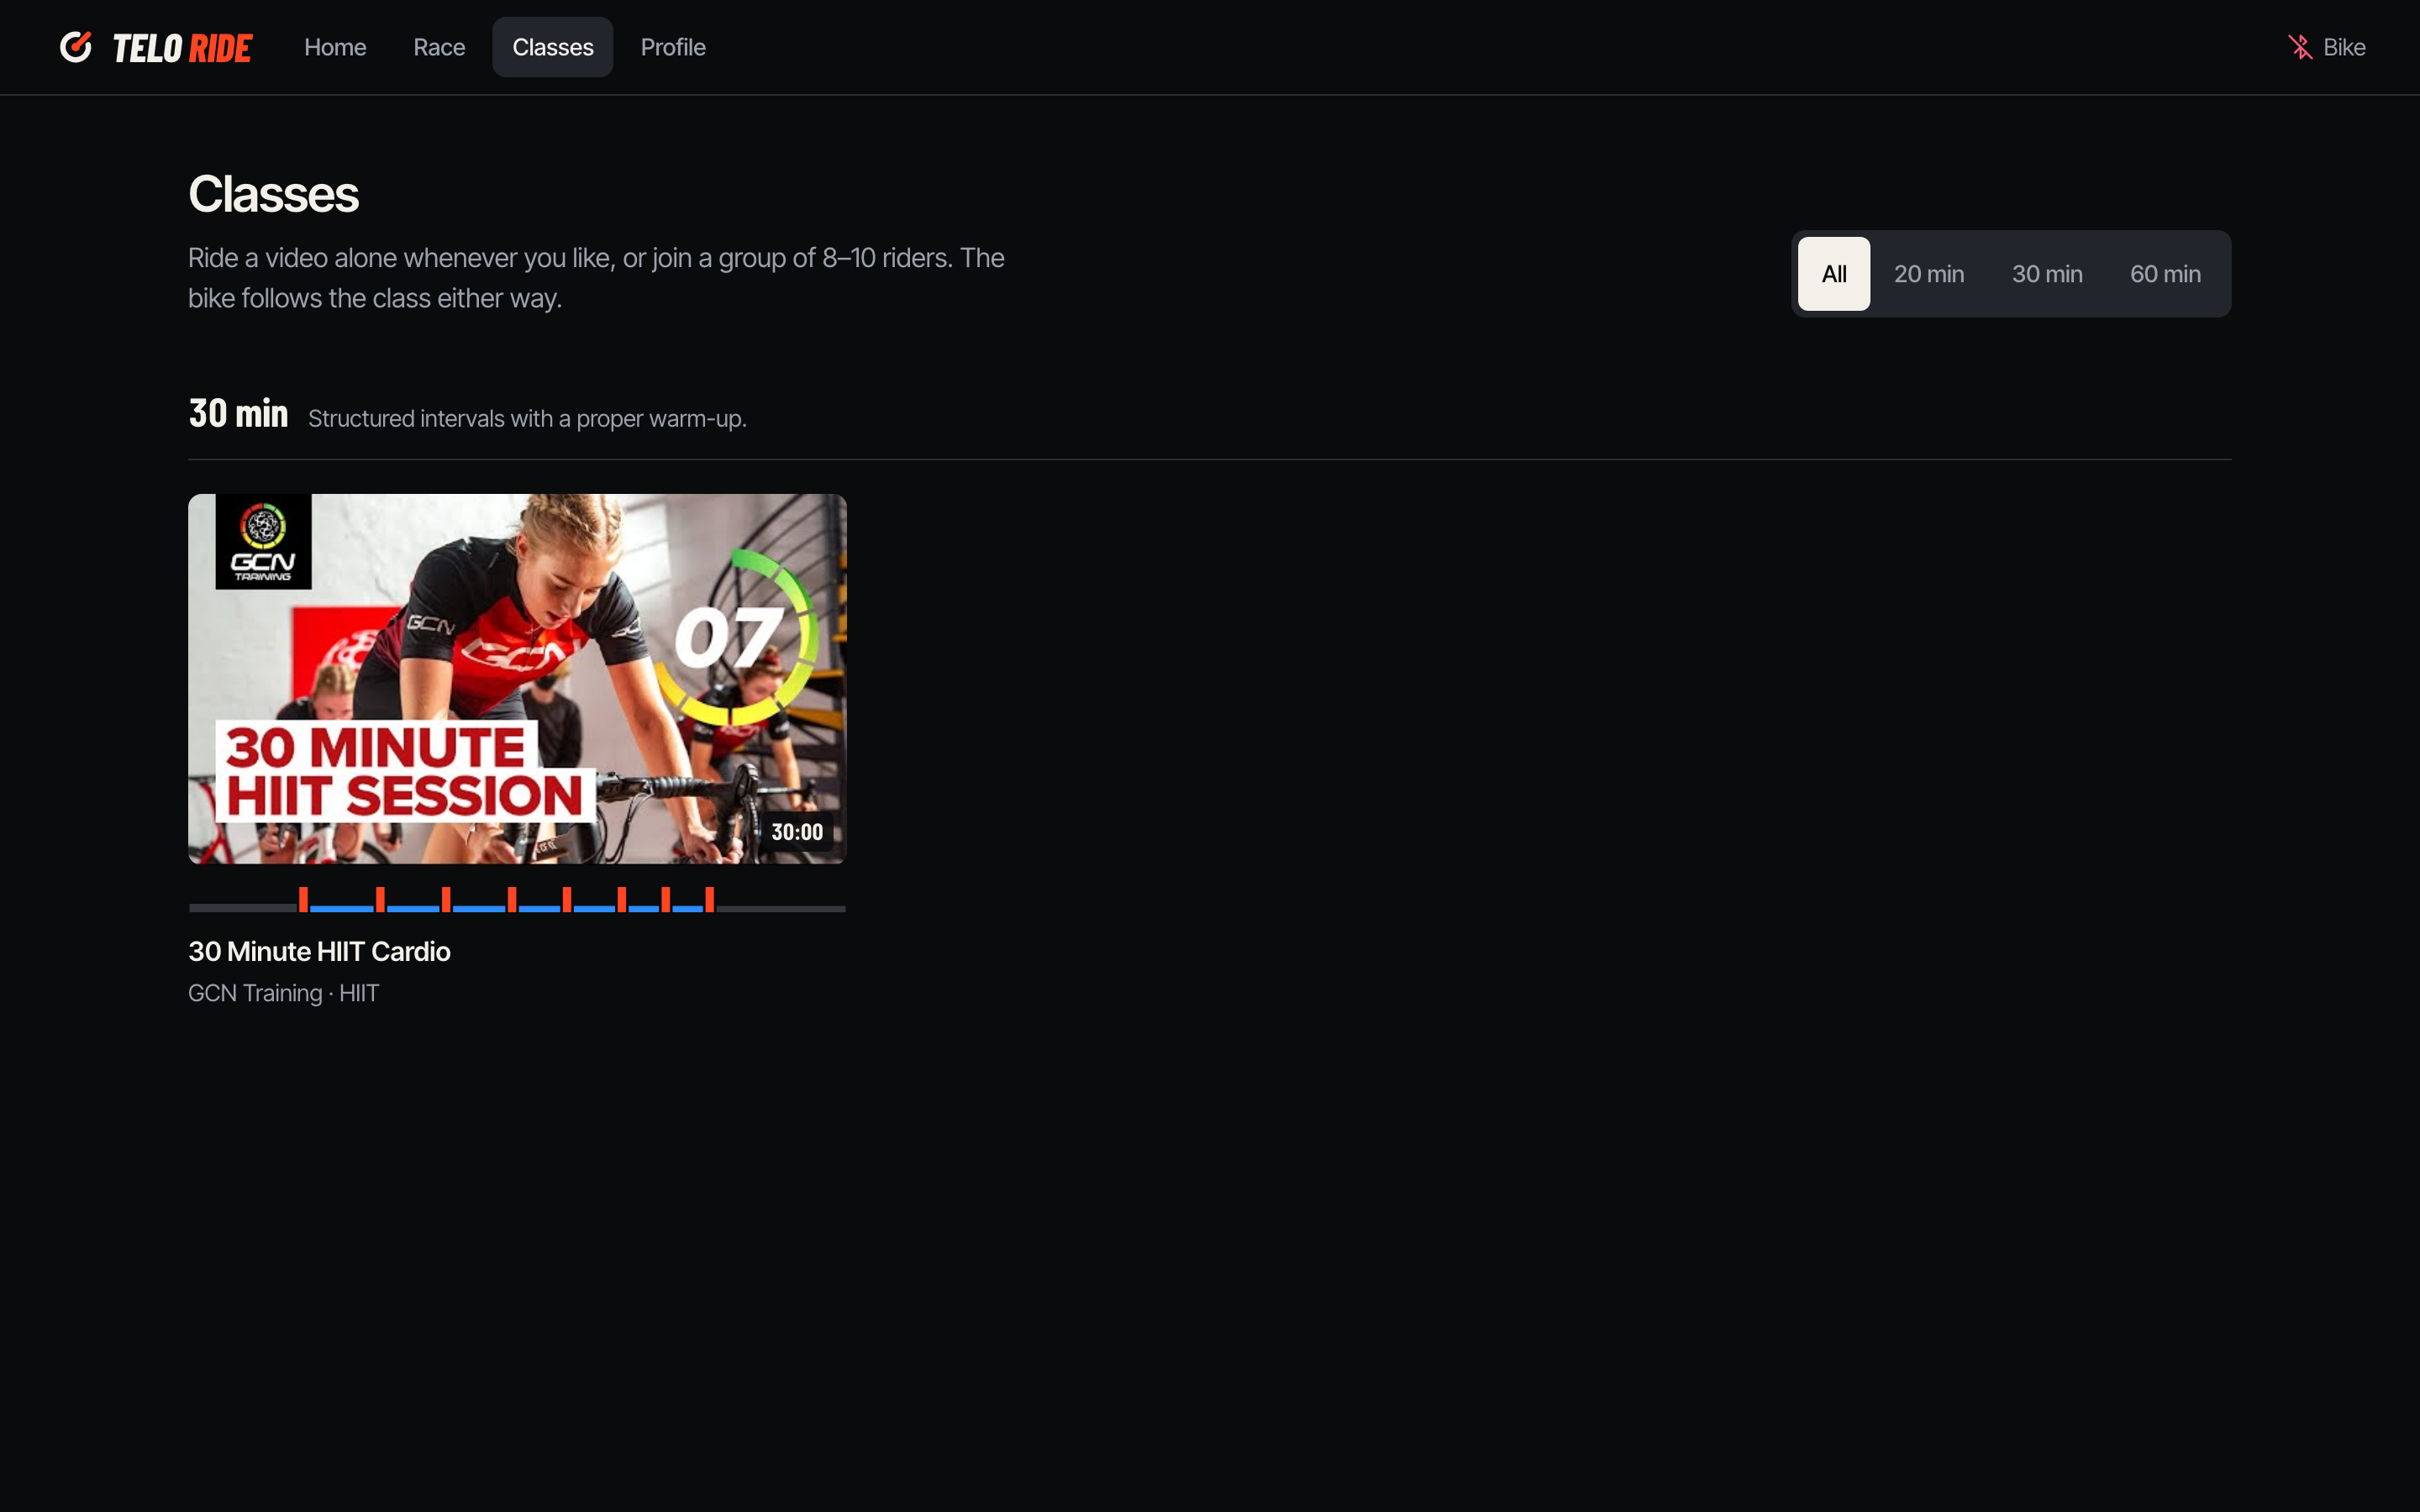 TELO RIDE
Home
Race
Classes
Profile
Bike
Classes
Ride a video alone whenever you like, or join a group of 8–10 riders. The
bike follows the class either way.
All
20 min
30 min
60 min
30 min
Structured intervals with a proper warm-up.
GCN
TRAINING
GCN
GCN
07
30 MINUTE
HIIT SESSION
30:00
30 Minute HIIT Cardio
GCN Training · HIIT